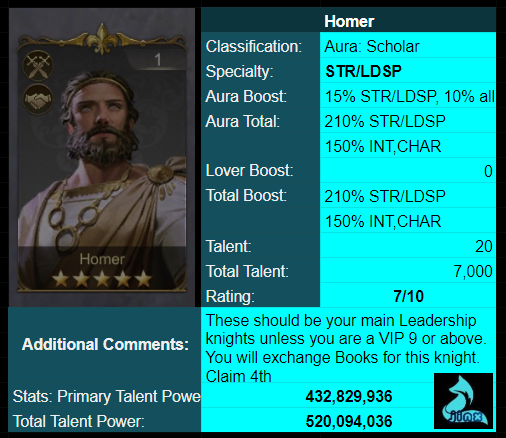 Homer
1
Classification: Aura: Scholar
Specialty: STR/LDSP
Aura Boost: 15% STR/LDSP, 10% all
Aura Total: 210% STR/LDSP
150% INT,CHAR
Lover Boost: 0
Total Boost: 210% STR/LDSP
150% INT,CHAR
Talent: 20
Total Talent: 7,000
Rating: 7/10
Homer
Additional Comments:
These should be your main Leadership
knights unless you are a VIP 9 or above.
You will exchange Books for this knight.
Claim 4th
Stats: Primary Talent Powe 432,829,936
Total Talent Power: 520,094,036